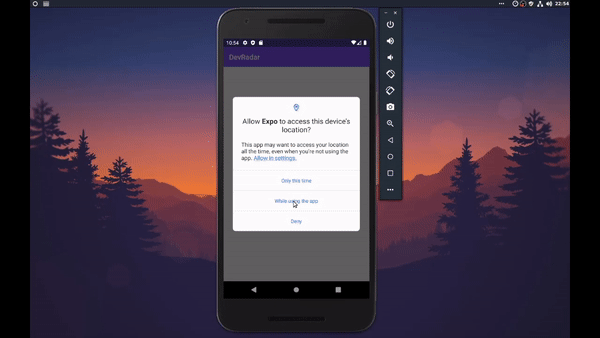 22:54
10:54
DevRadar
Allow Expo to access this device's
location?
This app may want to access your location
all the time, even when you're not using the
app. Allow in settings.
Only this time
While using the app
Deny